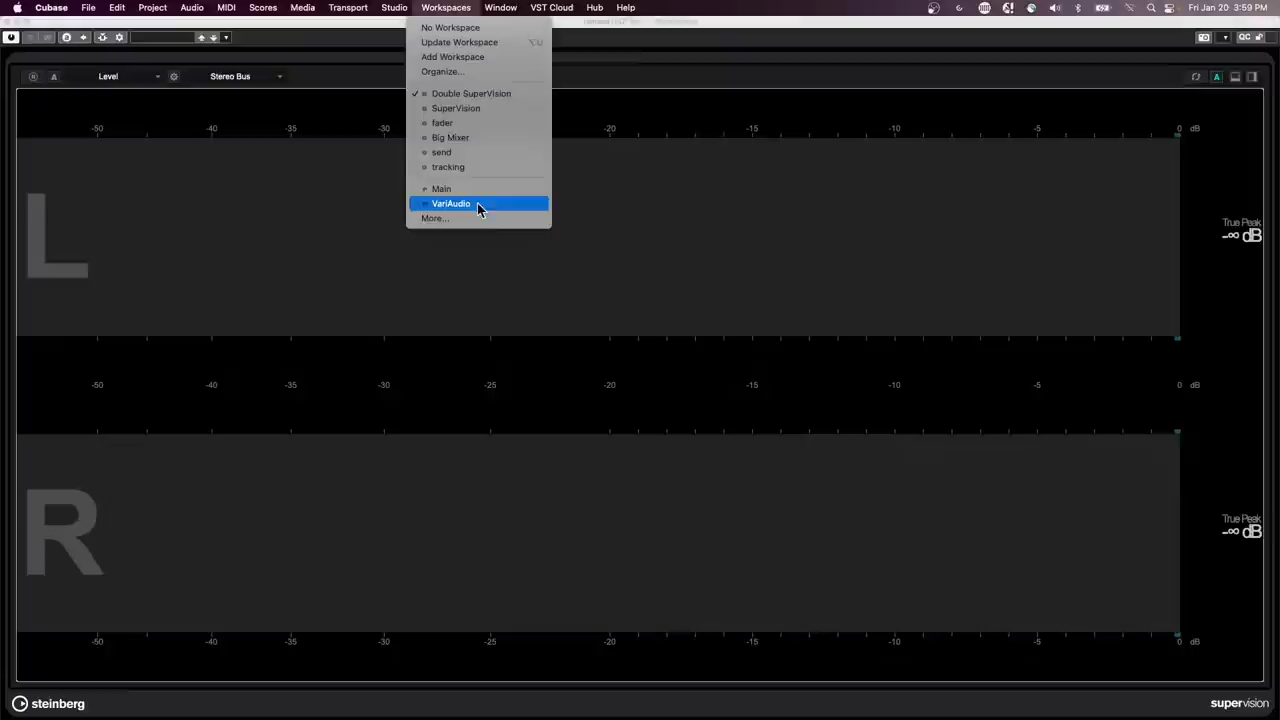 Cubase File Edit Project Audio MIDI Scores Media Transport Studio Workspaces Window VST Cloud Hub Help Fri Jan 20 3:59 PM
No Workspace
Update Workspace ⌥U
Add Workspace
Organize...
✓ Double SuperVision
SuperVision
fader
Big Mixer
send
tracking
Main
VariAudio
More...
QC
R A Level Stereo Bus A
-50 -40 -35 -30 -20 -15 -10 -5 0 dB
L
True Peak
-∞ dB
-50 -40 -35 -30 -25 -20 -15 -10 -5 0 dB
R
True Peak
-∞ dB
-50 -40 -35 -30 -25 -20 -15 -10 -5 0 dB
steinberg supervision